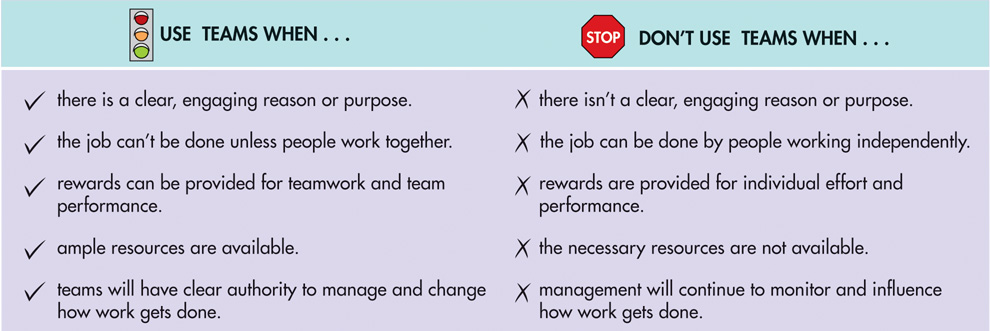 USE TEAMS WHEN . . .
there is a clear, engaging reason or purpose.
the job can't be done unless people work together.
rewards can be provided for teamwork and team
performance.
ample resources are available.
teams will have clear authority to manage and change
how work gets done.
STOP
DON'T USE TEAMS WHEN . . .
there isn't a clear, engaging reason or purpose.
the job can be done by people working independently.
rewards are provided for individual effort and
performance.
the necessary resources are not available.
management will continue to monitor and influence
how work gets done.